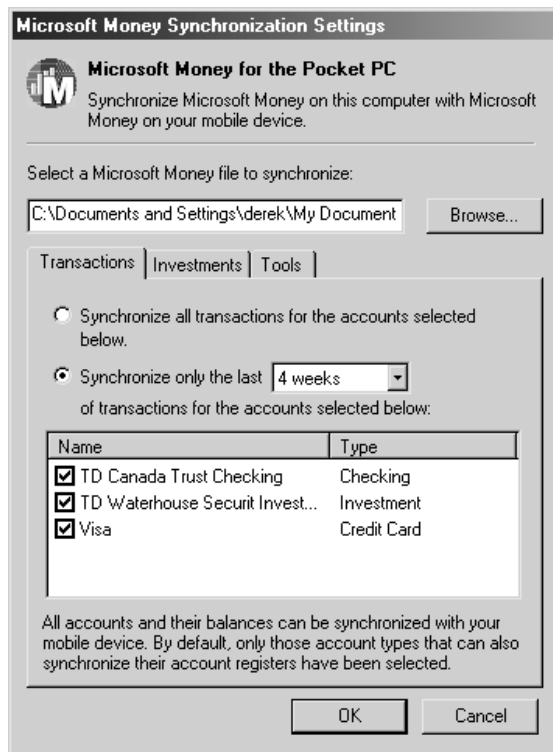 Microsoft Money Synchronization Settings
M
Microsoft Money for the Pocket PC
Synchronize Microsoft Money on this computer with Microsoft
Money on your mobile device.
Select a Microsoft Money file to synchronize:
C:\Documents and Settings\derek\My Document
Browse...
Transactions Investments Tools
Synchronize all transactions for the accounts selected
below.
Synchronize only the last 4 weeks
of transactions for the accounts selected below:
Name Type
TD Canada Trust Checking Checking
TD Waterhouse Securit Invest... Investment
Visa Credit Card
All accounts and their balances can be synchronized with your
mobile device. By default, only those account types that can also
synchronize their account registers have been selected.
OK Cancel